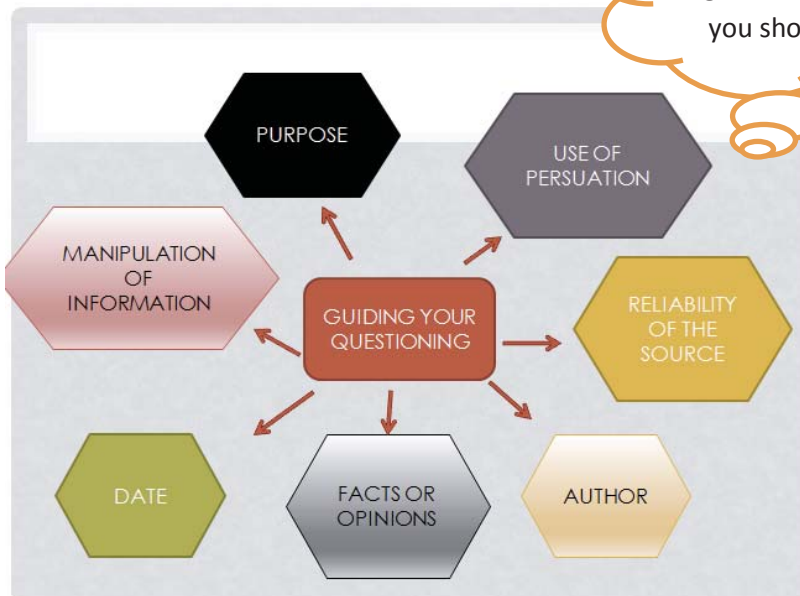 you sho
PURPOSE
USE OF
PERSUATION
MANIPULATION
OF
INFORMATION
GUIDING YOUR
QUESTIONING
RELIABILITY
OF THE
SOURCE
DATE
FACTS OR
OPINIONS
AUTHOR